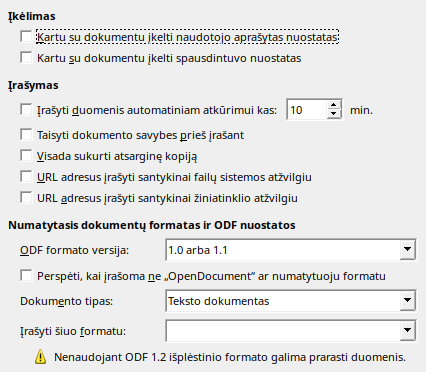 Įkėlimas
Kartu su dokumentu įkelti naudotojo aprašytas nuostatas
Kartu su dokumentu įkelti spausdintuvo nuostatas
Įrašymas
Įrašyti duomenis automatiniam atkūrimui kas: 10 min.
Taisyti dokumento savybes prieš įrašant
Visada sukurti atsarginę kopiją
URL adresus įrašyti santykinai failų sistemos atžvilgiu
URL adresus įrašyti santykinai žiniatinklio atžvilgiu
Numatytasis dokumentų formatas ir ODF nuostatos
ODF formato versija: 1.0 arba 1.1
Perspėti, kai įrašoma ne „OpenDocument“ ar numatytuoju formatu
Dokumento tipas: Teksto dokumentas
Įrašyti šiuo formatu:
Nenaudojant ODF 1.2 išplėstinio formato galima prarasti duomenis.